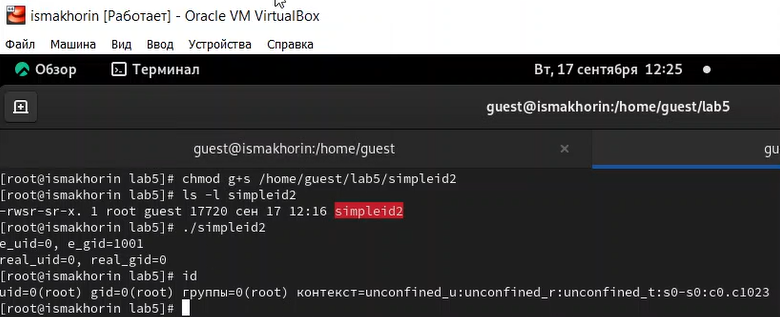 ismakhorin [Работает] - Oracle VM VirtualBox
Файл Машина Вид Ввод Устройства Справка
Обзор Терминал Вт, 17 сентября 12:25
guest@ismakhorin:/home/guest/lab5
guest@ismakhorin:/home/guest × gu
[root@ismakhorin lab5]# chmod g+s /home/guest/lab5/simpleid2
[root@ismakhorin lab5]# ls -l simpleid2
-rwsr-sr-x. 1 root guest 17720 сен 17 12:16 simpleid2
[root@ismakhorin lab5]# ./simpleid2
e_uid=0, e_gid=1001
real_uid=0, real_gid=0
[root@ismakhorin lab5]# id
uid=0(root) gid=0(root) группы=0(root) контекст=unconfined_u:unconfined_r:unconfined_t:s0-s0:c0.c1023
[root@ismakhorin lab5]#